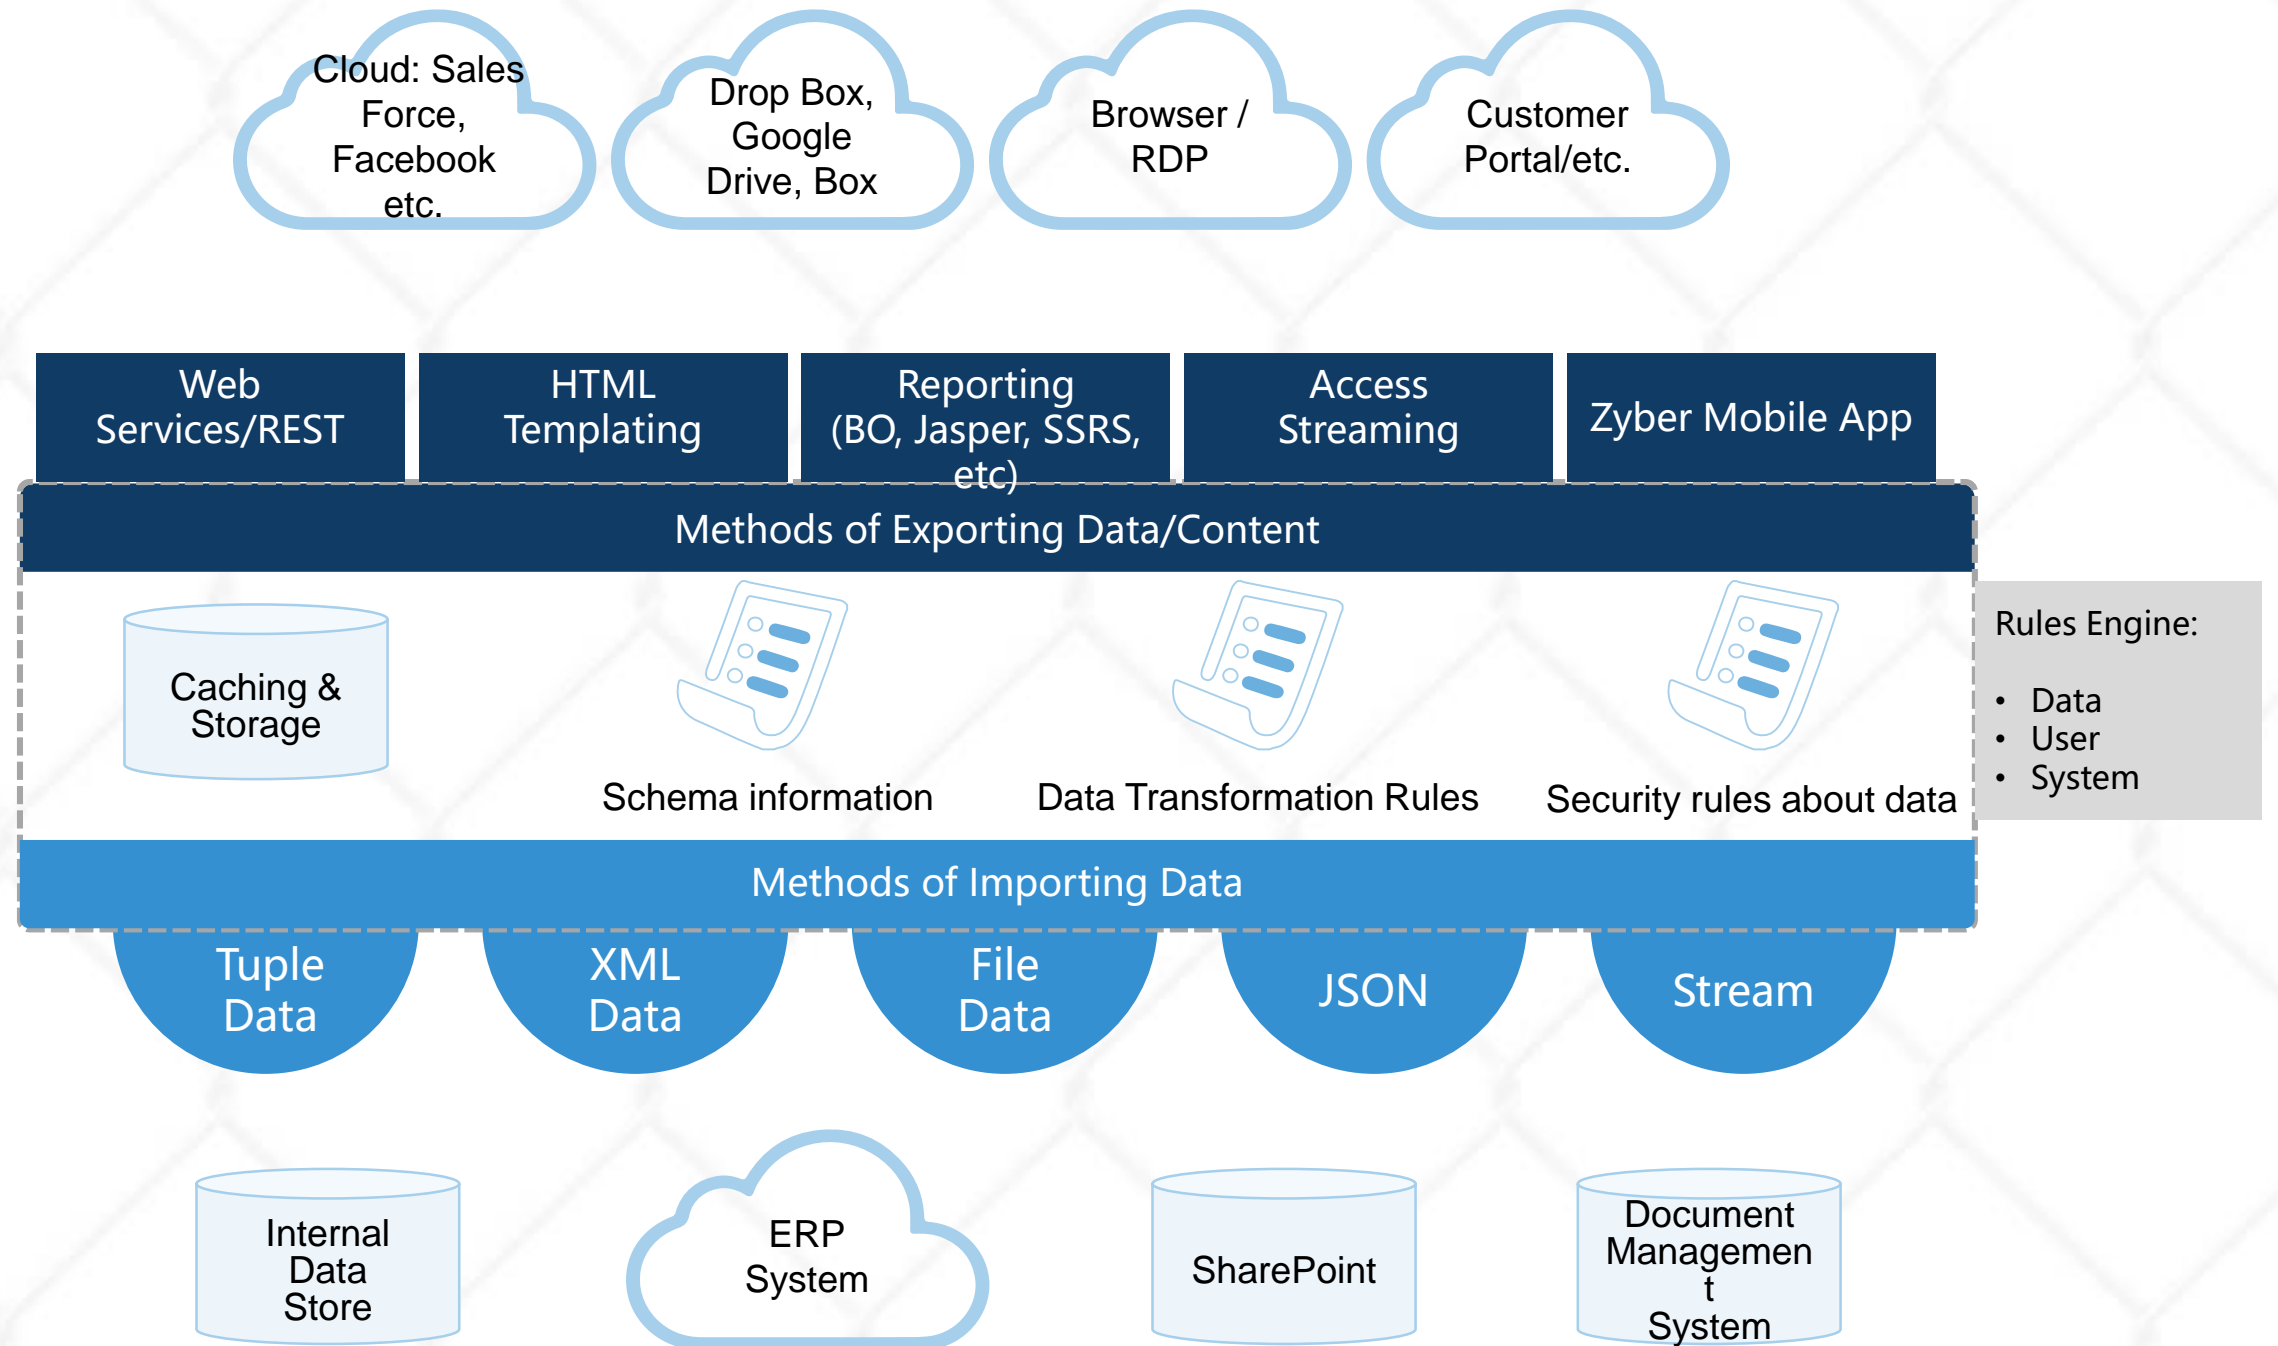 Cloud: Sales
Force,
Facebook
etc.
Drop Box,
Google
Drive, Box
Browser /
RDP
Customer
Portal/etc.
Web
Services/REST
HTML
Templating
Reporting
(BO, Jasper, SSRS,
etc)
Access
Streaming
Zyber Mobile App
Methods of Exporting Data/Content
Caching &
Storage
Schema information
Data Transformation Rules
Security rules about data
Rules Engine:
• Data
• User
• System
Methods of Importing Data
Tuple
Data
XML
Data
File
Data
JSON
Stream
Internal
Data
Store
ERP
System
SharePoint
Document
Managemen
t
System